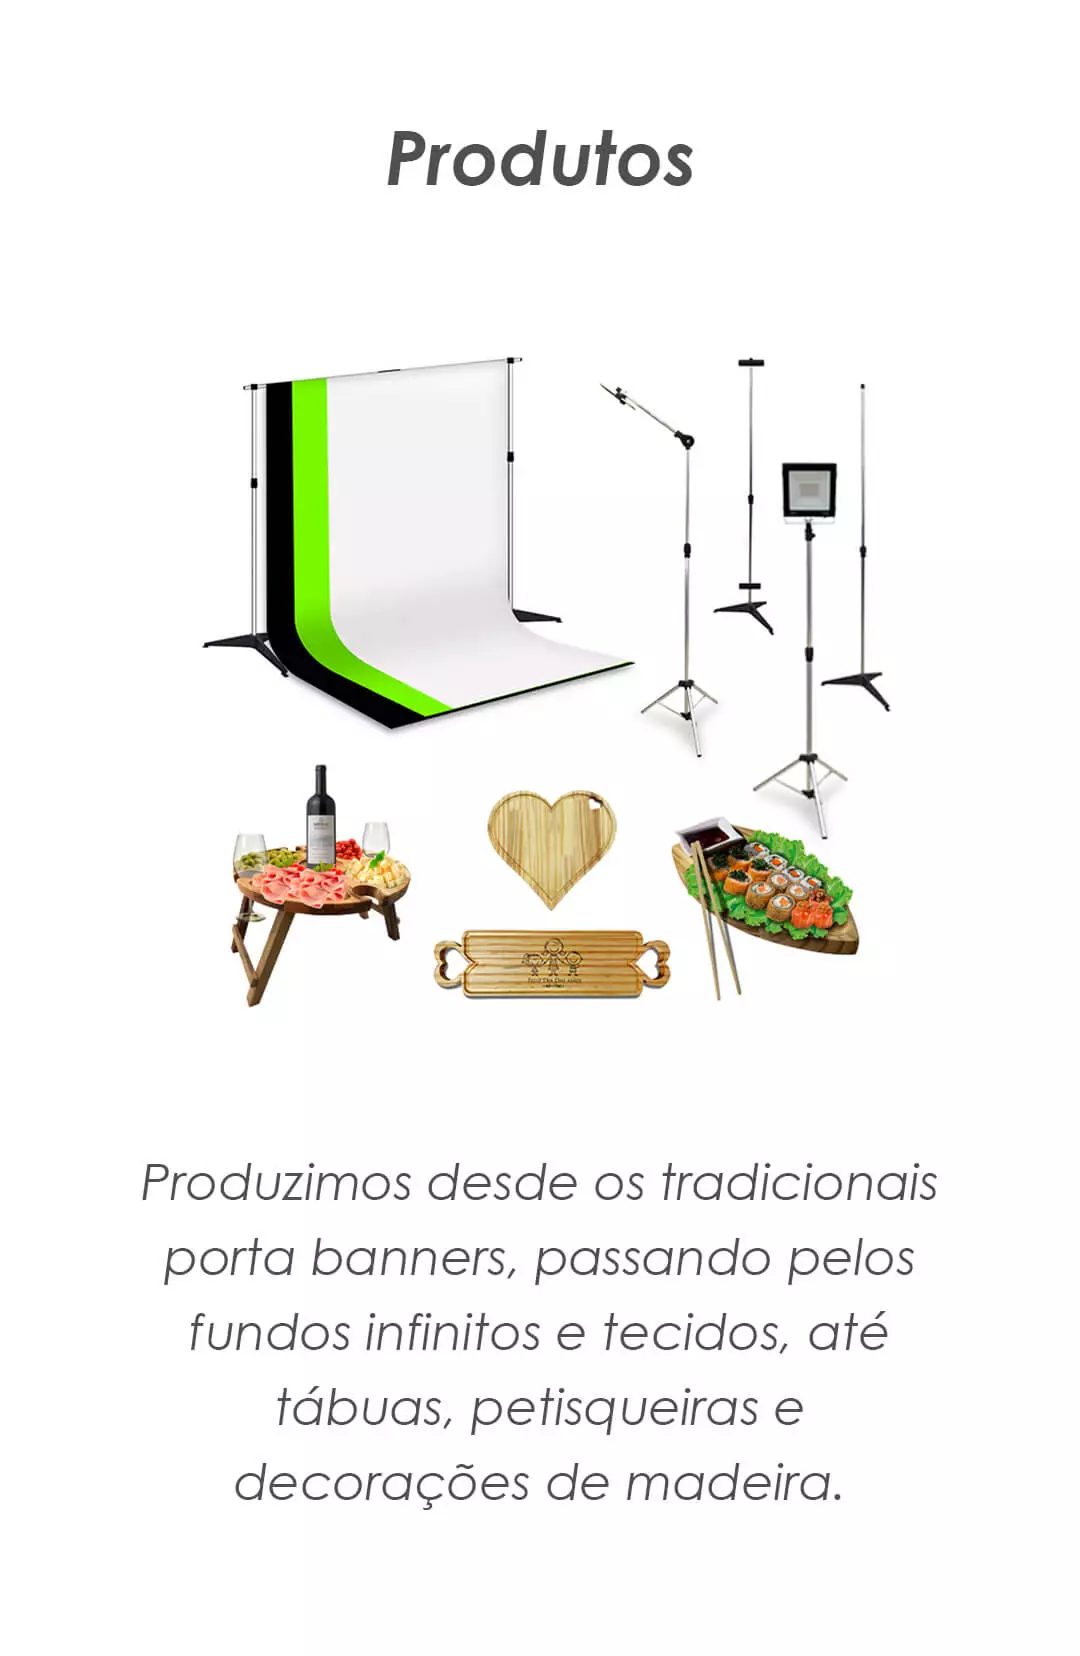 Produtos
Produzimos desde os tradicionais
porta banners, passando pelos
fundos infinitos e tecidos, até
tábuas, petisqueiras e
decorações de madeira.